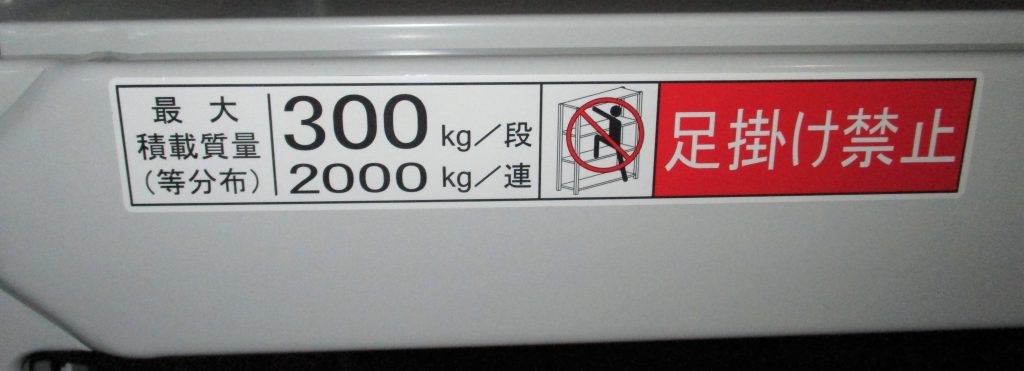 最大
積載質量
(等分布)
300 kg/段
2000 kg/連
足掛け禁止